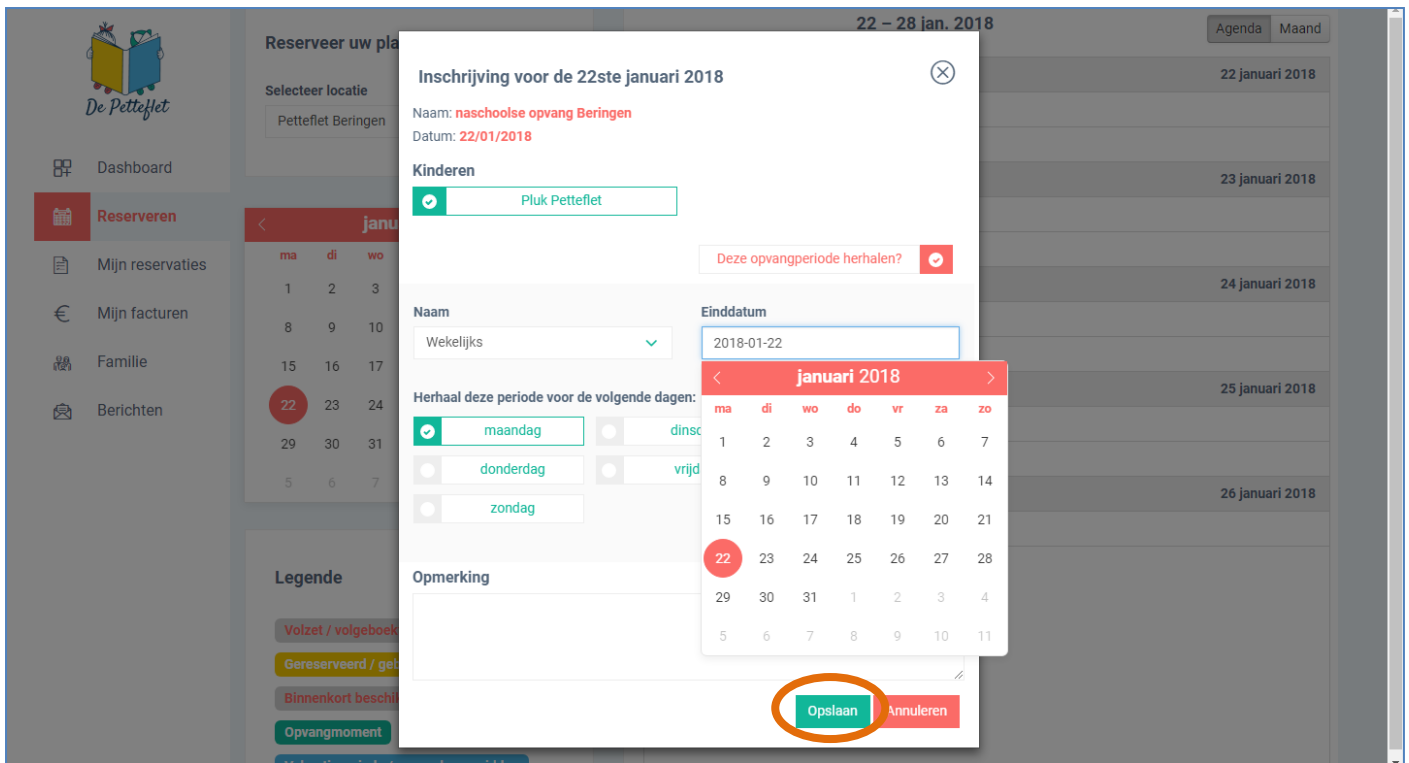 De Petteflet
Dashboard
Reserveren
Mijn reservaties
Mijn facturen
Familie
Berichten
Reserveer uw pla
Selecteer locatie
Petteflet Beringen
janu
ma di wo
1 2 3
8 9 10
15 16 17
22 23 24
29 30 31
5 6 7
Legende
Volzet / volgeboek
Gereserveerd / geb
Binnenkort beschik
Opvangmoment
Inschrijving voor de 22ste januari 2018
Naam: naschoolse opvang Beringen
Datum: 22/01/2018
Kinderen
Pluk Petteflet
Deze opvangperiode herhalen?
Naam
Wekelijks
Einddatum
2018-01-22
Herhaal deze periode voor de volgende dagen:
maandag dinsd
donderdag vrijd
zondag
januari 2018
ma di wo do vr za zo
1 2 3 4 5 6 7
8 9 10 11 12 13 14
15 16 17 18 19 20 21
22 23 24 25 26 27 28
29 30 31 1 2 3 4
5 6 7 8 9 10 11
Opmerking
Opslaan Annuleren
22 – 28 jan. 2018
Agenda Maand
22 januari 2018
23 januari 2018
24 januari 2018
25 januari 2018
26 januari 2018